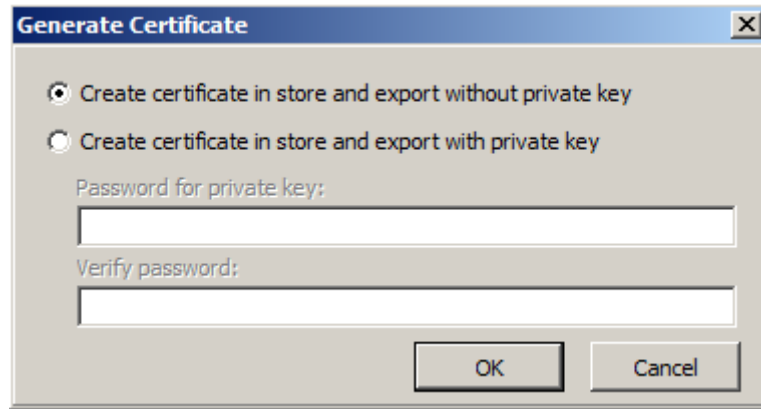 Generate Certificate
Create certificate in store and export without private key
Create certificate in store and export with private key
Password for private key:
Verify password:
OK
Cancel